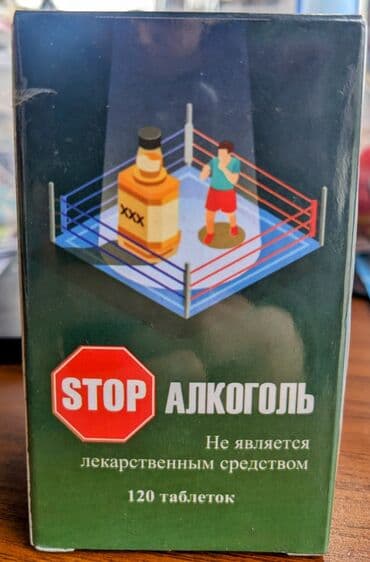 XXX
STOP АЛКОГОЛЬ
Не является
лекарственным средством
120 таблеток